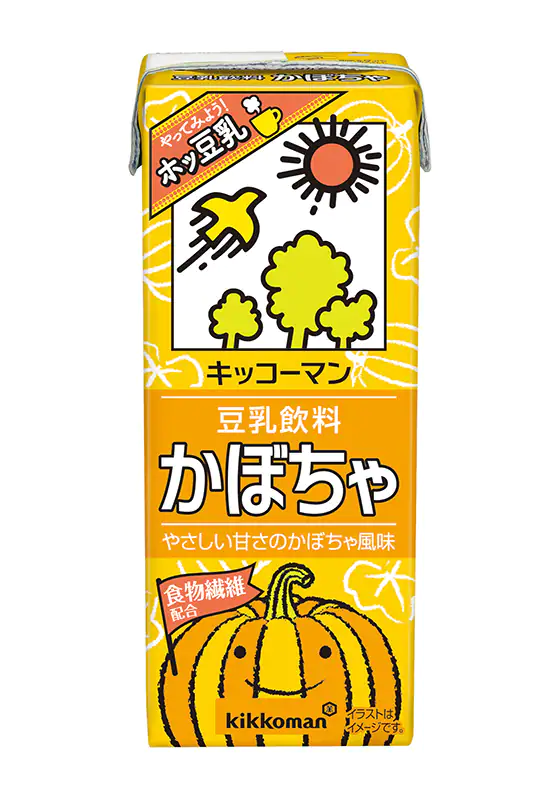 豆乳飲料 かぼちゃ
やってみよう!
ホッ豆乳
キッコーマン
豆乳飲料
かぼちゃ
やさしい甘さのかぼちゃ風味
食物繊維
配合
kikkoman
イラストは
イメージです。